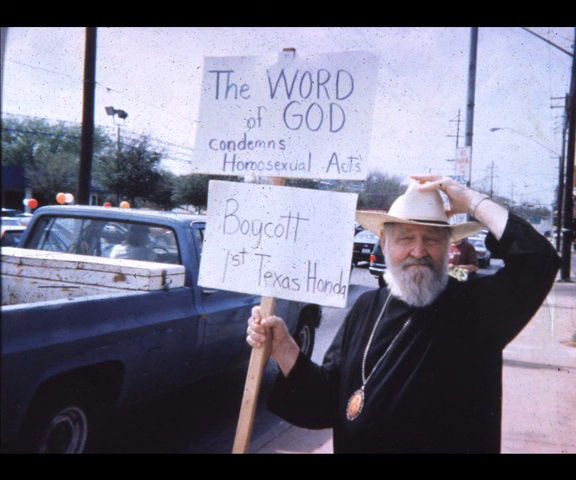 The WORD
of GOD
condemns
Homosexual Acts
Boycott
1st Texas Honda